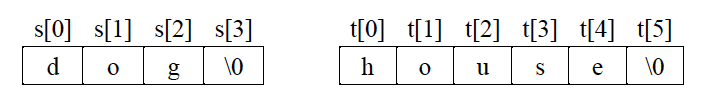 s[0] s[1] s[2] s[3] t[0] t[1] t[2] t[3] t[4] t[5]
d o g \0 h o u s e \0